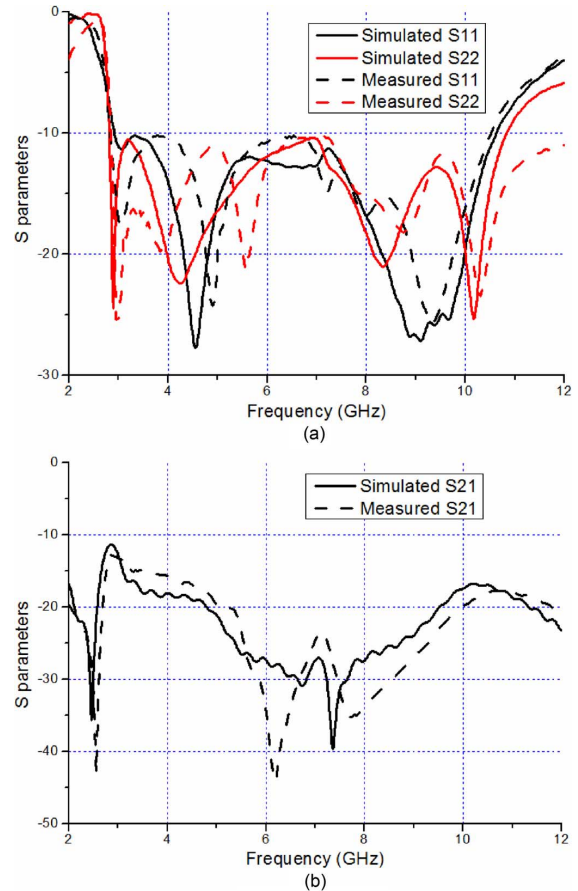 0
-10
-20
-30
S parameters
Simulated S11
Simulated S22
Measured S11
Measured S22
2 4 6 8 10 12
Frequency (GHz)
(a)
0
-10
-20
-30
-40
-50
S parameters
Simulated S21
Measured S21
2 4 6 8 10 12
Frequency (GHz)
(b)